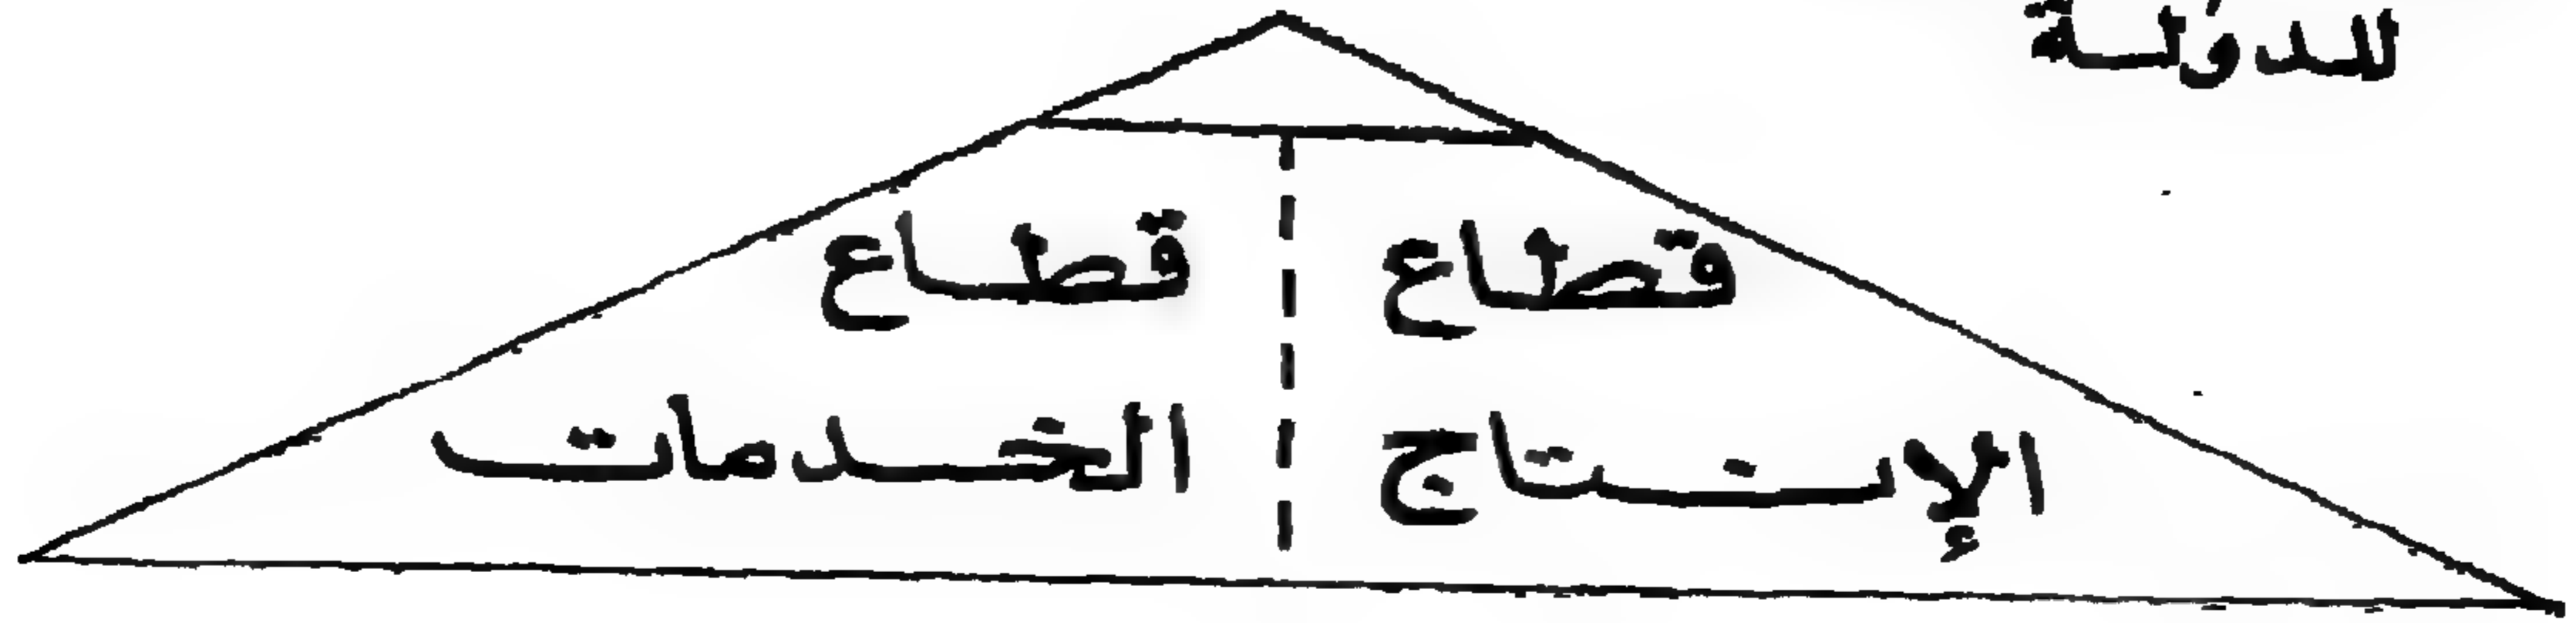 للدولة
قطاع
الإنتاج
قطاع
الخدمات